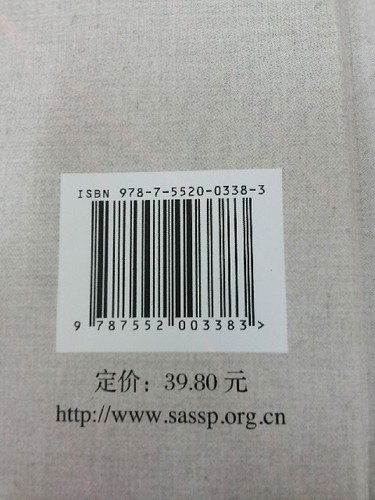 ISBN 978-7-5520-0338-3
9 787552 003383 >
定价：39.80 元
http://www.sassp.org.cn